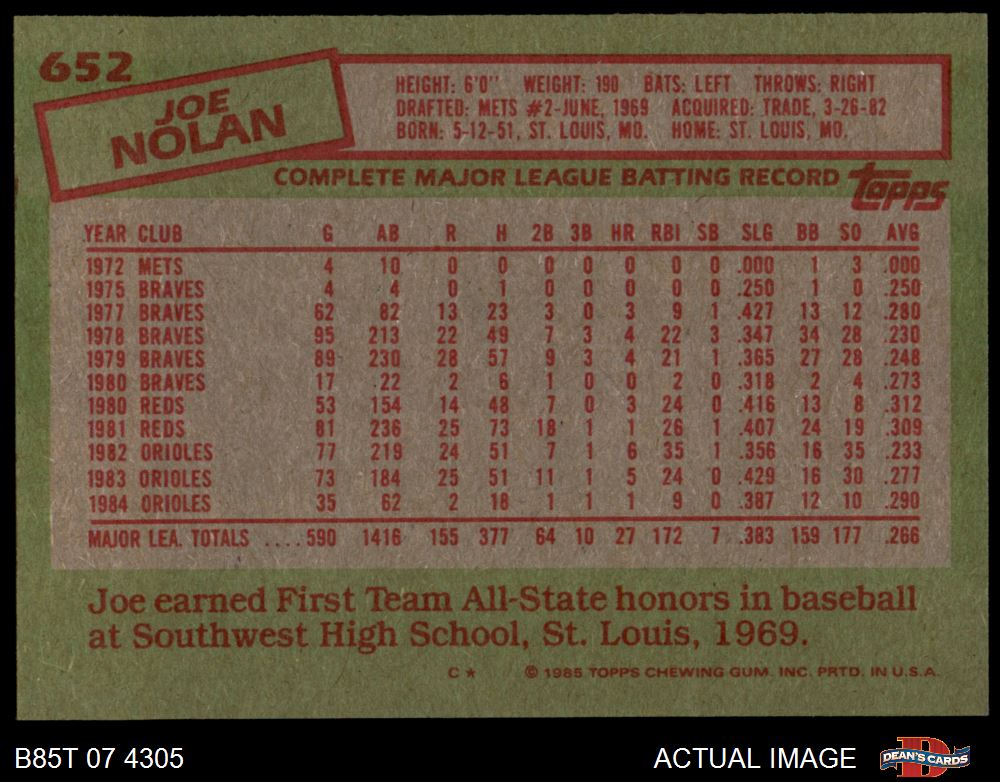 652
JOE
NOLAN
HEIGHT: 6'0" WEIGHT: 190 BATS: LEFT THROWS: RIGHT
DRAFTED: METS #2-JUNE, 1969 ACQUIRED: TRADE, 3-26-82
BORN: 5-12-51, ST. LOUIS, MO. HOME: ST. LOUIS, MO.
COMPLETE MAJOR LEAGUE BATTING RECORD topps
YEAR CLUB G AB R H 2B 3B HR RBI SB SLG BB SO AVG
1972 METS 4 10 0 0 0 0 0 0 0 .000 1 3 .000
1975 BRAVES 4 4 0 1 0 0 0 0 0 .250 1 0 .250
1977 BRAVES 62 82 13 23 3 0 3 9 1 .427 13 12 .280
1978 BRAVES 95 213 22 49 7 3 4 22 3 .347 34 28 .230
1979 BRAVES 89 230 28 57 9 3 4 21 1 .365 27 28 .248
1980 BRAVES 17 22 2 6 1 0 0 2 0 .318 2 4 .273
1980 REDS 53 154 14 48 7 0 3 24 0 .416 13 8 .312
1981 REDS 81 236 25 73 18 1 1 26 1 .407 24 19 .309
1982 ORIOLES 77 219 24 51 7 1 6 35 1 .356 16 35 .233
1983 ORIOLES 73 184 25 51 11 1 5 24 0 .429 16 30 .277
1984 ORIOLES 35 62 2 18 1 1 1 9 0 .387 12 10 .290
MAJOR LEA. TOTALS ....590 1416 155 377 64 10 27 172 7 .383 159 177 .266
Joe earned First Team All-State honors in baseball
at Southwest High School, St. Louis, 1969.
C★ © 1985 TOPPS CHEWING GUM. INC. PRTD. IN U.S.A.
B85T 07 4305 ACTUAL IMAGE D DEAN'S CARDS